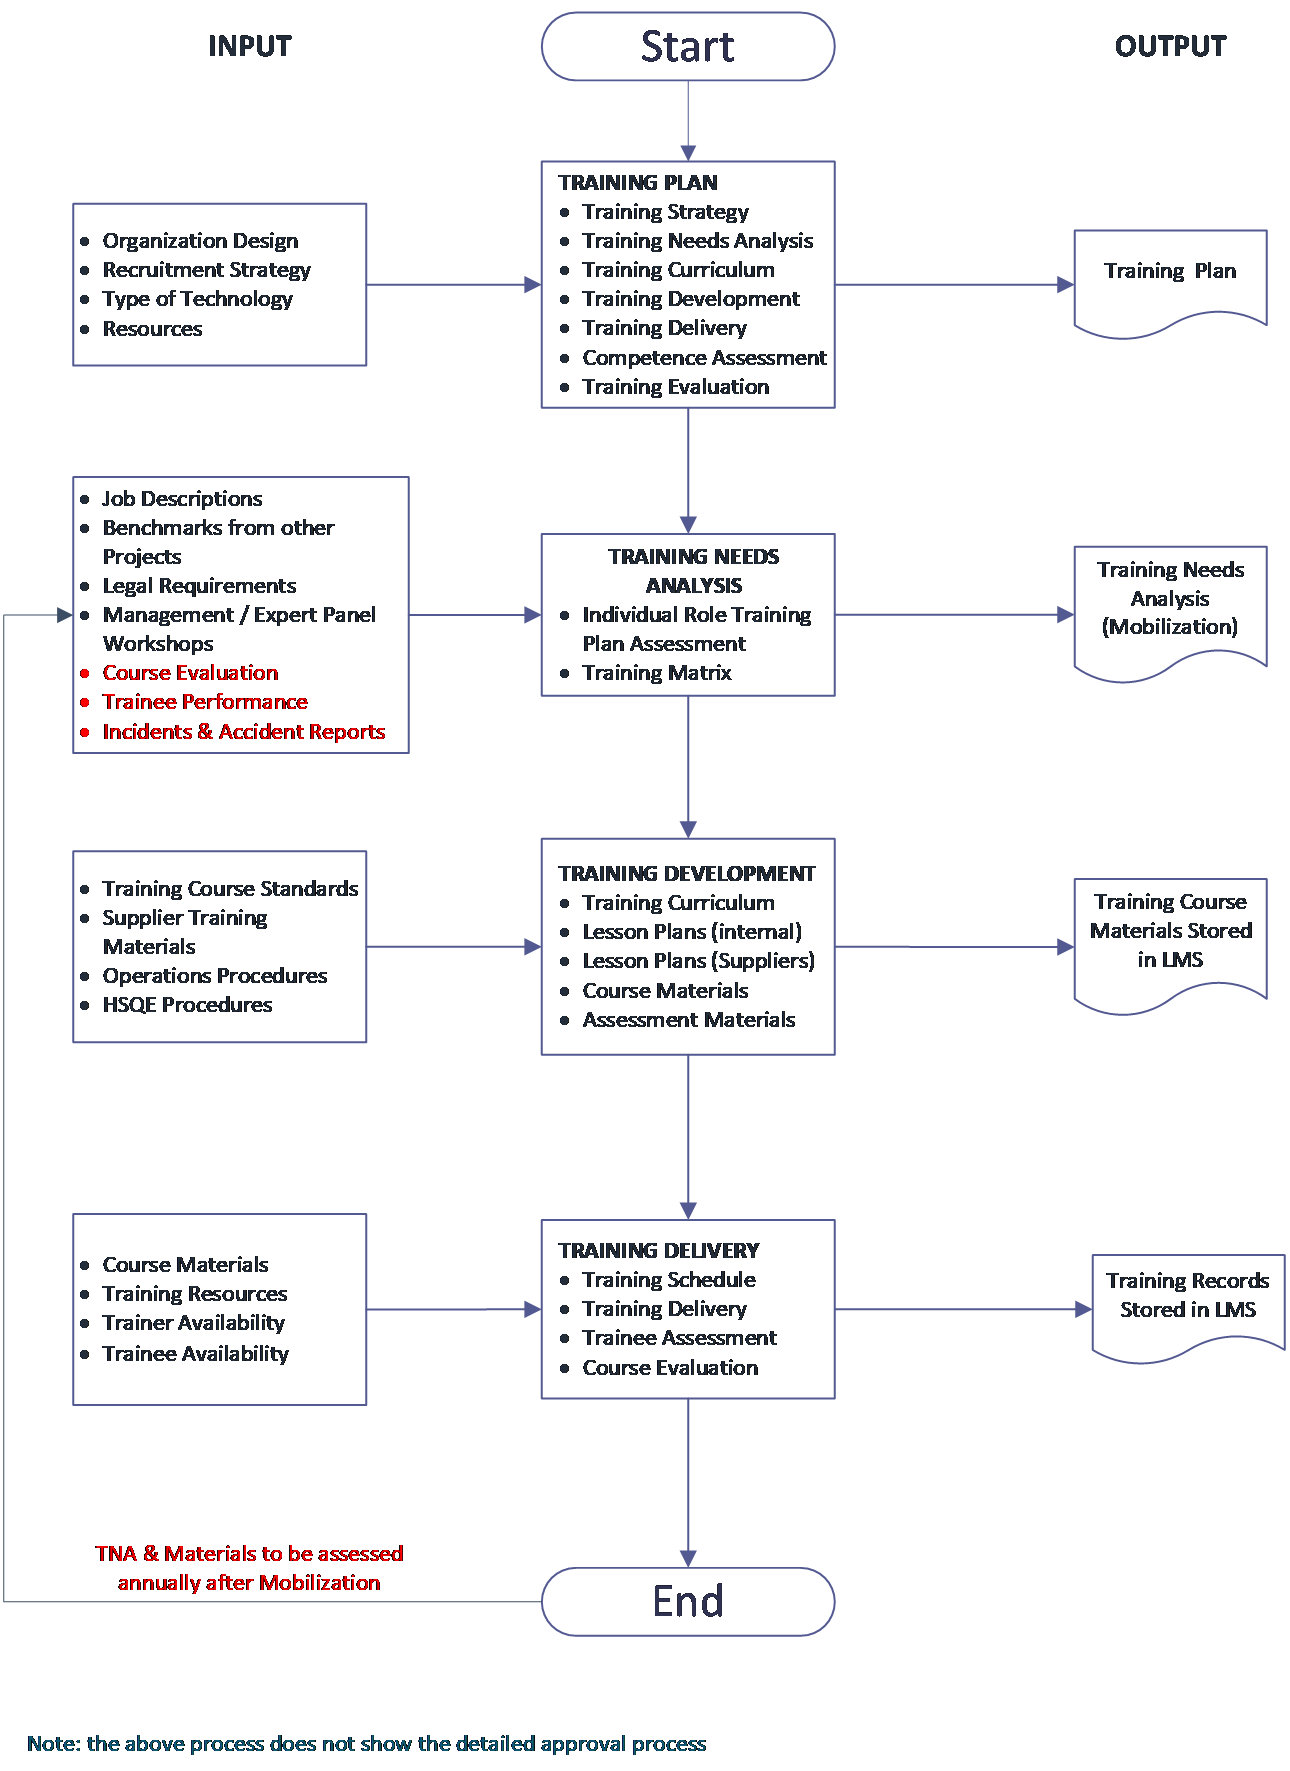 INPUT
Start
OUTPUT
• Organization Design
• Recruitment Strategy
• Type of Technology
• Resources
TRAINING PLAN
• Training Strategy
• Training Needs Analysis
• Training Curriculum
• Training Development
• Training Delivery
• Competence Assessment
• Training Evaluation
Training Plan
• Job Descriptions
• Benchmarks from other
Projects
• Legal Requirements
• Management / Expert Panel
Workshops
• Course Evaluation
• Trainee Performance
• Incidents & Accident Reports
TRAINING NEEDS
ANALYSIS
• Individual Role Training
Plan Assessment
• Training Matrix
Training Needs
Analysis
(Mobilization)
• Training Course Standards
• Supplier Training
Materials
• Operations Procedures
• HSQE Procedures
TRAINING DEVELOPMENT
• Training Curriculum
• Lesson Plans (internal)
• Lesson Plans (Suppliers)
• Course Materials
• Assessment Materials
Training Course
Materials Stored
in LMS
• Course Materials
• Training Resources
• Trainer Availability
• Trainee Availability
TRAINING DELIVERY
• Training Schedule
• Training Delivery
• Trainee Assessment
• Course Evaluation
Training Records
Stored in LMS
TNA & Materials to be assessed
annually after Mobilization
End
Note: the above process does not show the detailed approval process